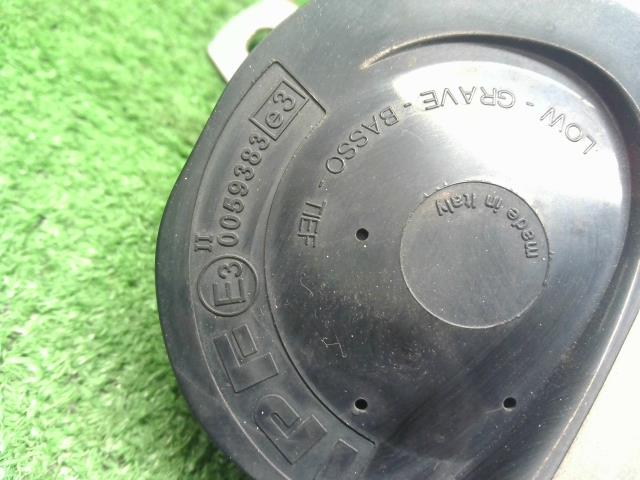 LOW - GRAVE - BASSO - TIEF
made in Italy
II
E3 0059383 e3